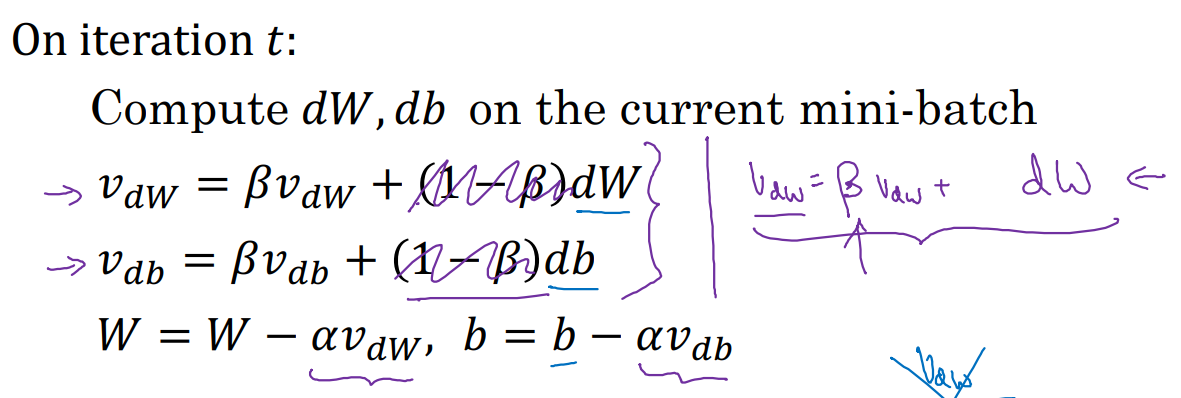 On iteration t:
Compute dW, db on the current mini-batch
→ v_dW = βv_dW + (1 − β)dW
v_dw = β v_dw + dW ←
→ v_db = βv_db + (1 − β)db
W = W − αv_dW, b = b − αv_db
v_dw